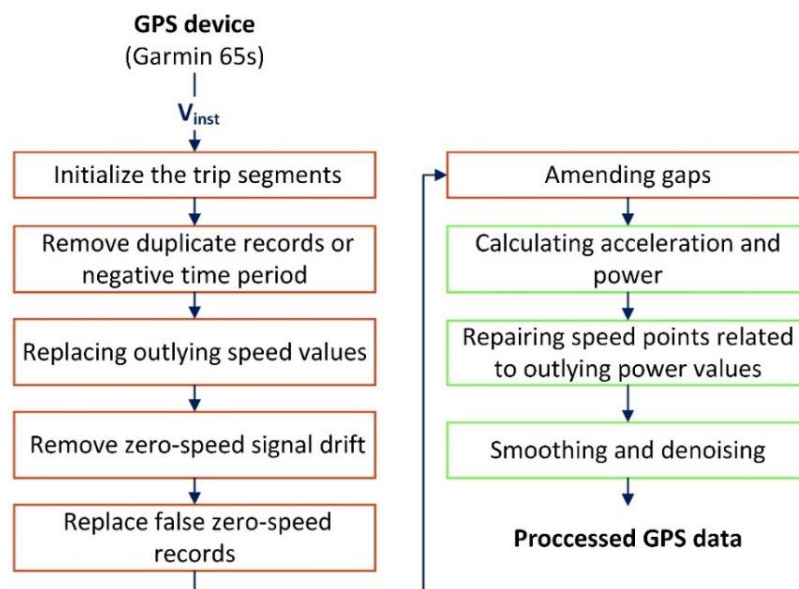 GPS device
(Garmin 65s)
Vinst
Initialize the trip segments
Remove duplicate records or
negative time period
Replacing outlying speed values
Remove zero-speed signal drift
Replace false zero-speed
records
Amending gaps
Calculating acceleration and
power
Repairing speed points related
to outlying power values
Smoothing and denoising
Proccessed GPS data